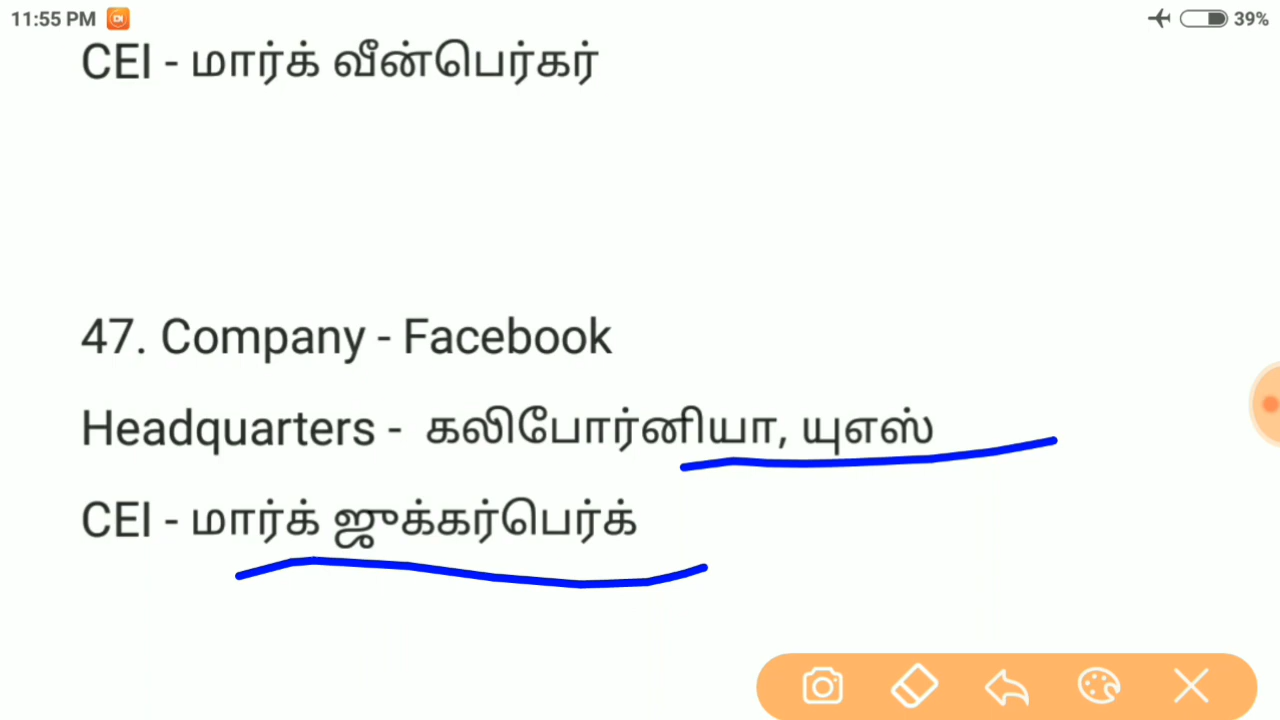 11:55 PM 39%
CEI - மார்க் வீன்பெர்கர்
47. Company - Facebook
Headquarters - கலிபோர்னியா, யுஎஸ்
CEI - மார்க் ஜுக்கர்பெர்க்